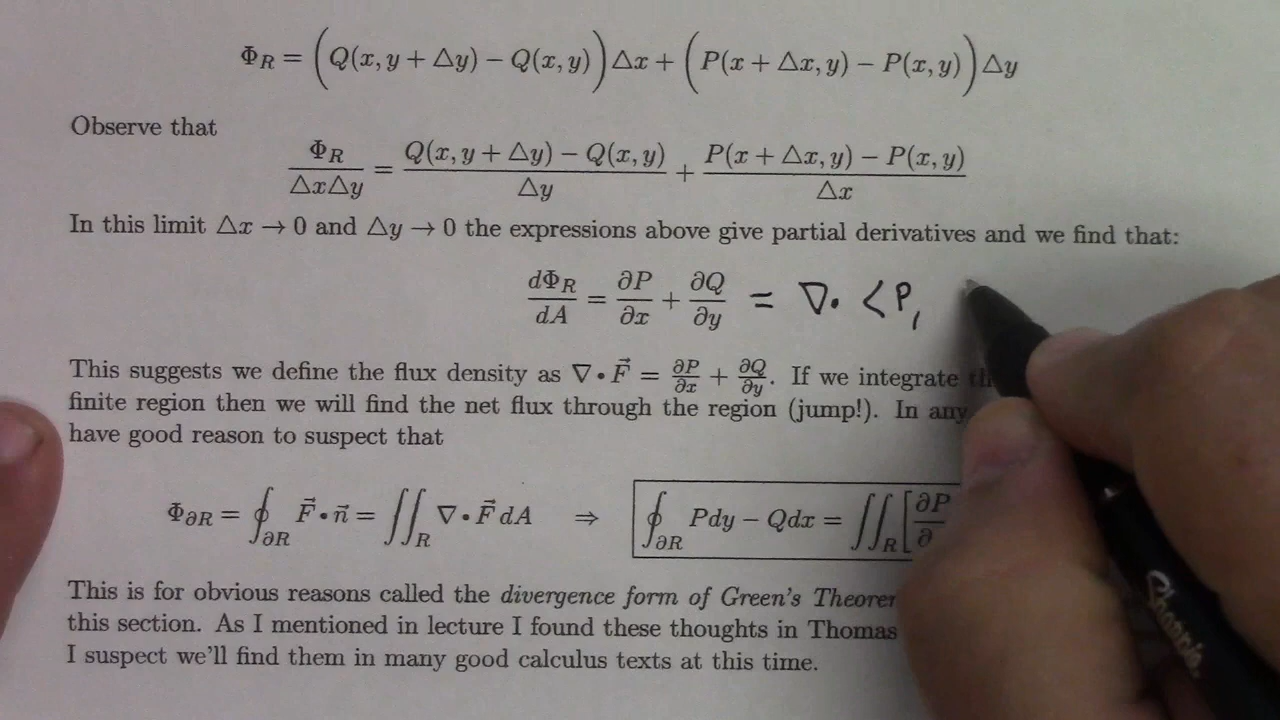 Φ_R = (Q(x, y + △y) − Q(x, y))△x + (P(x + △x, y) − P(x, y))△y
Observe that
Φ_R/(△x△y) = (Q(x, y + △y) − Q(x, y))/△y + (P(x + △x, y) − P(x, y))/△x
In this limit △x → 0 and △y → 0 the expressions above give partial derivatives and we find that:
dΦ_R/dA = ∂P/∂x + ∂Q/∂y = ∇• <P,
This suggests we define the flux density as ∇•F⃗ = ∂P/∂x + ∂Q/∂y. If we integrate
finite region then we will find the net flux through the region (jump!). In any
have good reason to suspect that
Φ_∂R = ∮_∂R F⃗•n⃗ = ∬_R ∇•F⃗ dA ⇒ ∮_∂R Pdy − Qdx = ∬_R [∂P/∂
This is for obvious reasons called the divergence form of Green's Theorem
this section. As I mentioned in lecture I found these thoughts in Thomas
I suspect we'll find them in many good calculus texts at this time.